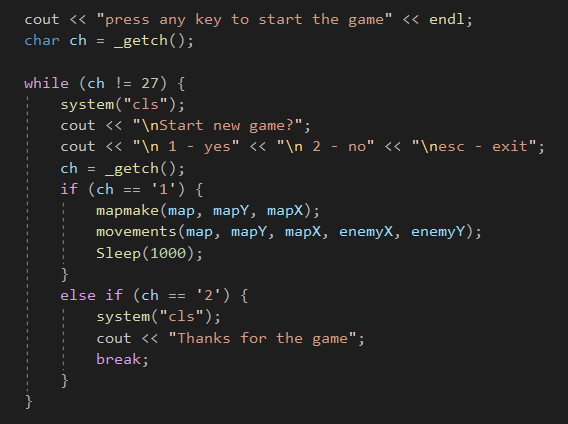 cout << "press any key to start the game" << endl;
char ch = _getch();
while (ch != 27) {
system("cls");
cout << "\nStart new game?";
cout << "\n 1 - yes" << "\n 2 - no" << "\nesc - exit";
ch = _getch();
if (ch == '1') {
mapmake(map, mapY, mapX);
movements(map, mapY, mapX, enemyX, enemyY);
Sleep(1000);
}
else if (ch == '2') {
system("cls");
cout << "Thanks for the game";
break;
}
}